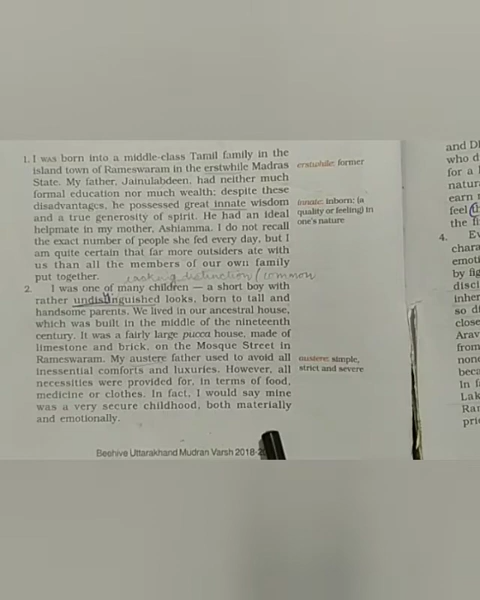 1. I was born into a middle-class Tamil family in the
island town of Rameswaram in the erstwhile Madras
State. My father, Jainulabdeen, had neither much
formal education nor much wealth; despite these
disadvantages, he possessed great innate wisdom
and a true generosity of spirit. He had an ideal
helpmate in my mother, Ashiamma. I do not recall
the exact number of people she fed every day, but I
am quite certain that far more outsiders ate with
us than all the members of our own family
put together.
lacking distinction / common
2. I was one of many children — a short boy with
rather undistinguished looks, born to tall and
handsome parents. We lived in our ancestral house,
which was built in the middle of the nineteenth
century. It was a fairly large pucca house, made of
limestone and brick, on the Mosque Street in
Rameswaram. My austere father used to avoid all
inessential comforts and luxuries. However, all
necessities were provided for, in terms of food,
medicine or clothes. In fact, I would say mine
was a very secure childhood, both materially
and emotionally.
erstwhile: former
innate: inborn; (a
quality or feeling) in
one's nature
austere: simple,
strict and severe
Beehive Uttarakhand Mudran Varsh 2018-
and D
who d
for a
natur
earn
feel
the
4. E
chara
emoti
by fig
discl
inher
so di
close
Arav
from
none
beca
In f
Lak
Rar
pri